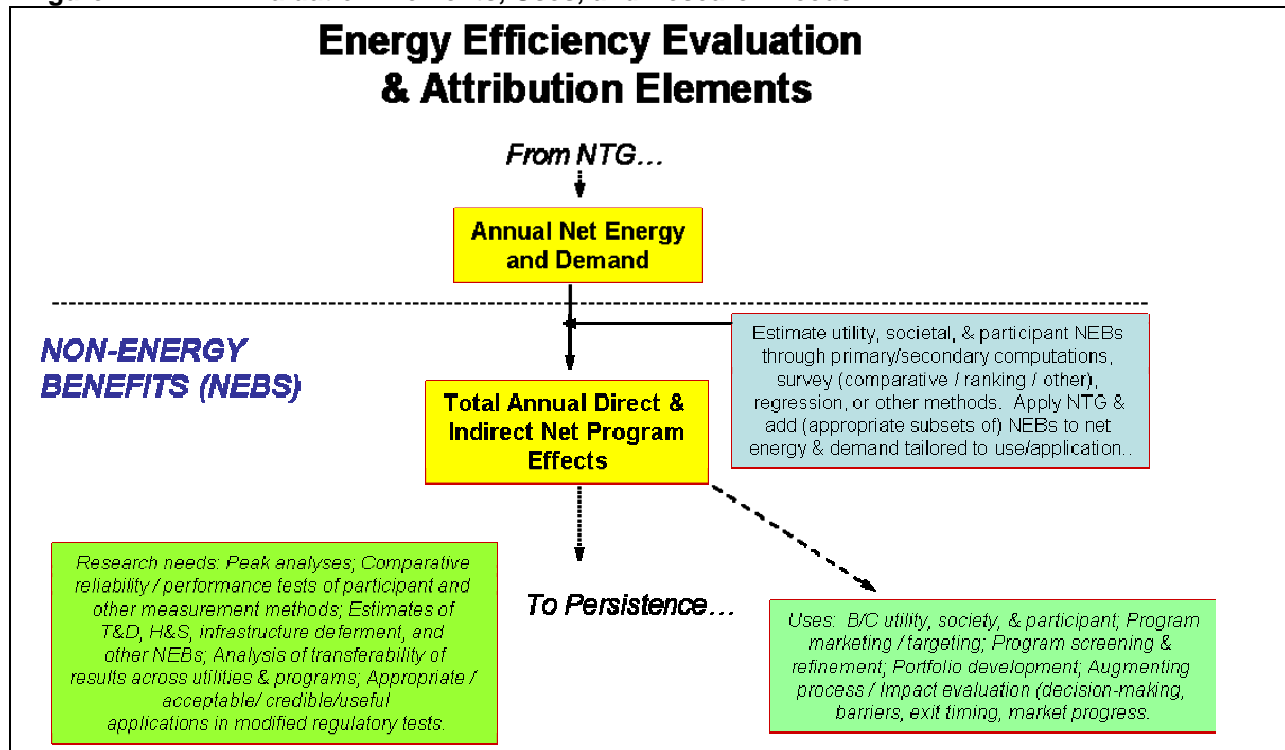 Energy Efficiency Evaluation
& Attribution Elements
From NTG...
Annual Net Energy
and Demand
NON-ENERGY
BENEFITS (NEBS)
Estimate utility, societal, & participant NEBs
through primary/secondary computations,
survey (comparative / ranking / other),
regression, or other methods. Apply NTG &
add (appropriate subsets of) NEBs to net
energy & demand tailored to use/application..
Total Annual Direct &
Indirect Net Program
Effects
Research needs: Peak analyses; Comparative
reliability / performance tests of participant and
other measurement methods; Estimates of
T&D, H&S, infrastructure deferment, and
other NEBs; Analysis of transferability of
results across utilities & programs; Appropriate /
acceptable/ credible/useful
applications in modified regulatory tests.
To Persistence...
Uses: B/C utility, society, & participant; Program
marketing / targeting; Program screening &
refinement; Portfolio development; Augmenting
process / Impact evaluation (decision-making,
barriers, exit timing, market progress.